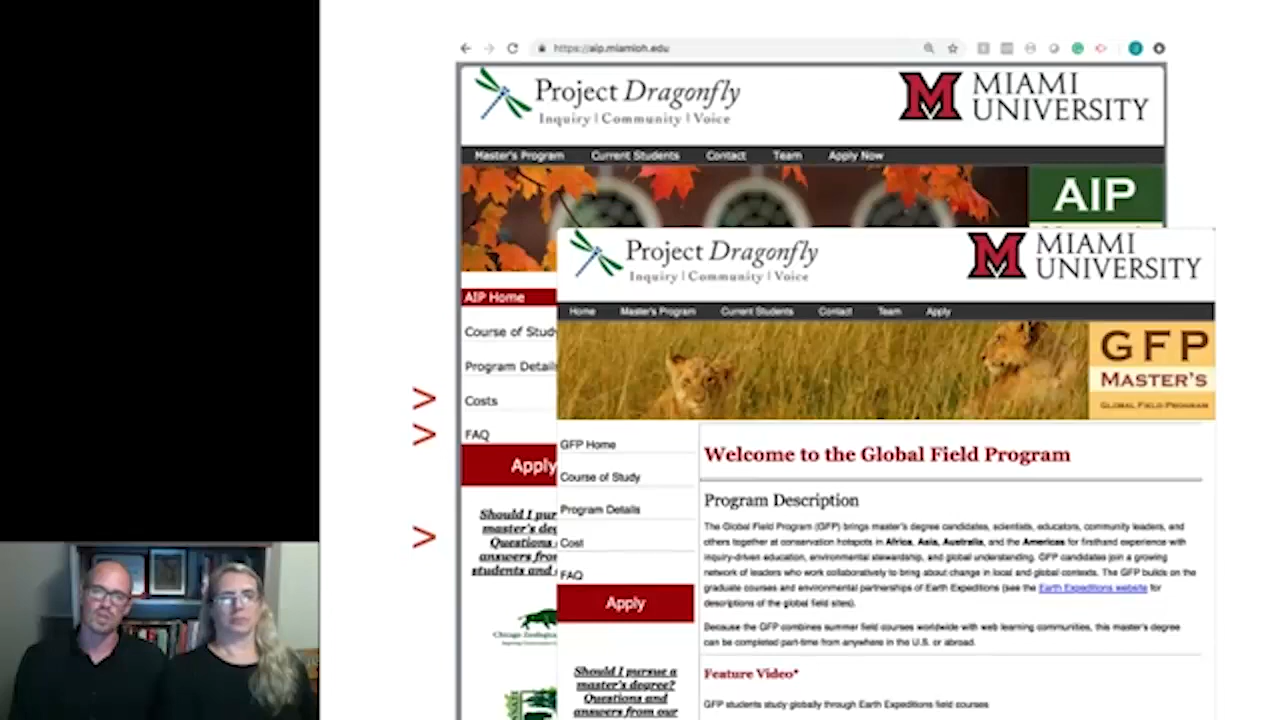 https://aip.miamioh.edu
Project Dragonfly
Inquiry | Community | Voice
MIAMI
UNIVERSITY
Master's Program Current Students Contact Team Apply Now
AIP
AIP Home
Course of Study
Program Details
>
Costs
>
FAQ
Apply
Should I pur
master's deg
Questions
>
answers from
students and
Chicago Zoological
Project Dragonfly
Inquiry | Community | Voice
MIAMI
UNIVERSITY
Home Master's Program Current Students Contact Team Apply
GFP
MASTER'S
GLOBAL FIELD PROGRAM
GFP Home
Course of Study
Program Details
Cost
FAQ
Apply
Should I pursue a
master's degree?
Questions and
answers from our
Welcome to the Global Field Program
Program Description
The Global Field Program (GFP) brings master's degree candidates, scientists, educators, community leaders, and
others together at conservation hotspots in Africa, Asia, Australia, and the Americas for firsthand experience with
inquiry-driven education, environmental stewardship, and global understanding. GFP candidates join a growing
network of leaders who work collaboratively to bring about change in local and global contexts. The GFP builds on the
graduate courses and environmental partnerships of Earth Expeditions (see the Earth Expeditions website for
descriptions of the global field sites).
Because the GFP combines summer field courses worldwide with web learning communities, this master's degree
can be completed part-time from anywhere in the U.S. or abroad.
Feature Video*
GFP students study globally through Earth Expeditions field courses